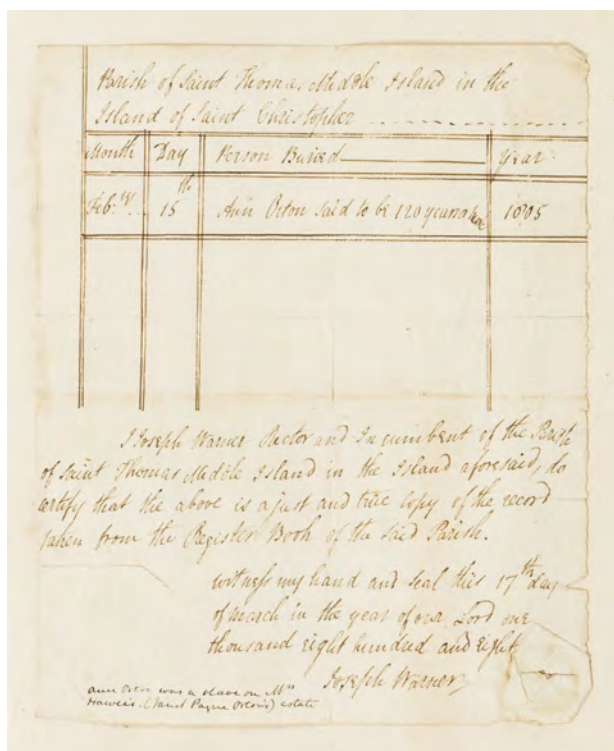 Parish of Saint Thomas Middle Island in the
Island of Saint Christopher
Month Day Person Buried Year
Feb.ry 15th Ann Orton Said to be 120 years old 1805
I Joseph Warner Rector and Incumbent of the Parish
of Saint Thomas Middle Island in the Island aforesaid, do
certify that the above is a just and true copy of the record
taken from the Register Book of the said Parish.
witness my hand and Seal this 17th day
of march in the year of our Lord one
thousand eight hundred and eight
Joseph Warner
Ann Orton was a slave on Mrs
Haweis. (Janet Payne Orton's) estate